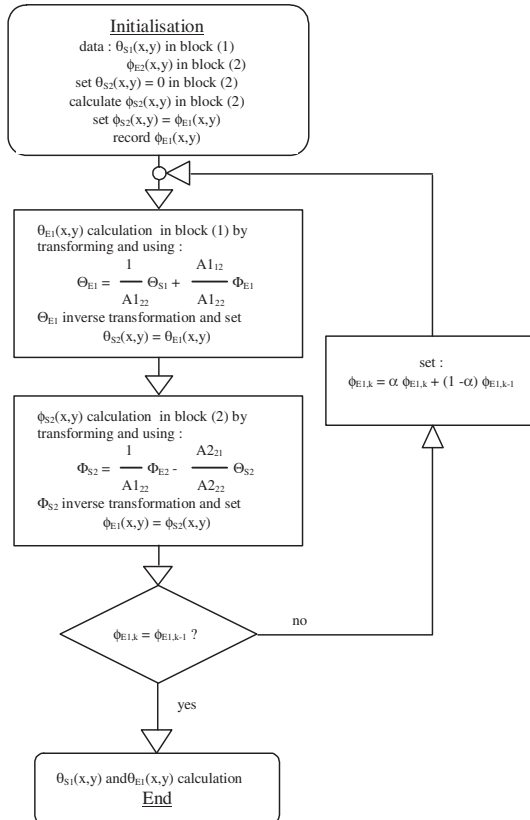 Initialisation
data : θS1(x,y) in block (1)
ϕE2(x,y) in block (2)
set θS2(x,y) = 0 in block (2)
calculate ϕS2(x,y) in block (2)
set ϕS2(x,y) = ϕE1(x,y)
record ϕE1(x,y)
θE1(x,y) calculation in block (1) by
transforming and using :
ΘE1 = 1/A122 ΘS1 + A112/A122 ΦE1
ΘE1 inverse transformation and set
θS2(x,y) = θE1(x,y)
set :
ϕE1,k = α ϕE1,k + (1 -α) ϕE1,k-1
ϕS2(x,y) calculation in block (2) by
transforming and using :
ΦS2 = 1/A122 ΦE2 - A221/A222 ΘS2
ΦS2 inverse transformation and set
ϕE1(x,y) = ϕS2(x,y)
ϕE1,k = ϕE1,k-1 ?
no
yes
θS1(x,y) andθE1(x,y) calculation
End